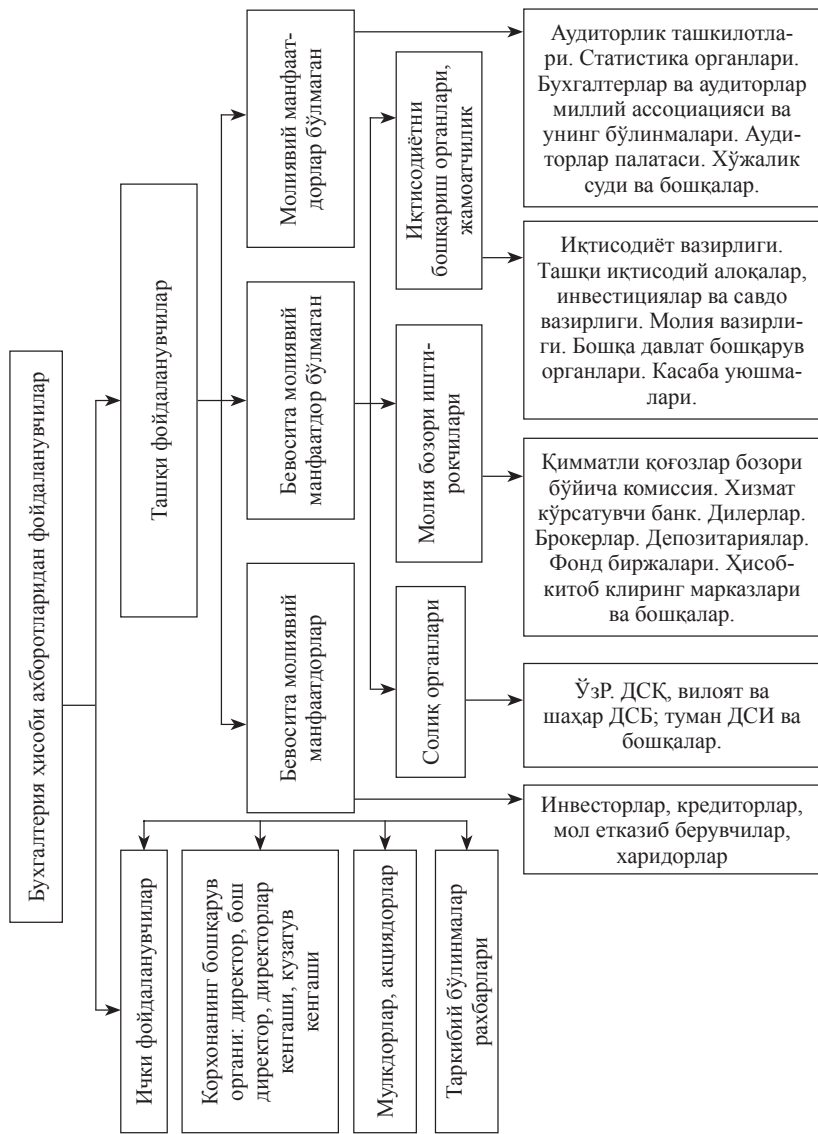 Бухгалтерия ҳисоби ахборотларидан фойдаланувчилар
Ички фойдаланувчилар
Корхонанинг бошқарув
органи: директор, бош
директор, директорлар
кенгаши, кузатув
кенгаши
Мулкдорлар, акциядорлар
Таркибий бўлинмалар
раҳбарлари
Ташқи фойдаланувчилар
Бевосита молиявий
манфаатдорлар
Бевосита молиявий
манфаатдор бўлмаган
Молиявий манфаат-
дорлар бўлмаган
Солиқ органлари
Молия бозори ишти-
рокчилари
Иқтисодиётни
бошқариш органлари,
жамоатчилик
Аудиторлик ташкилотла-
ри. Статистика органлари.
Бухгалтерлар ва аудиторлар
миллий ассоциацияси ва
унинг бўлинмалари. Ауди-
торлар палатаси. Хўжалик
суди ва бошқалар.
Иқтисодиёт вазирлиги.
Ташқи иқтисодий алоқалар,
инвестициялар ва савдо
вазирлиги. Молия вазирли-
ги. Бошқа давлат бошқарув
органлари. Касаба уюшма-
лари.
Қимматли қоғозлар бозори
бўйича комиссия. Хизмат
кўрсатувчи банк. Дилерлар.
Брокерлар. Депозитариялар.
Фонд биржалари. Ҳисоб-
китоб клиринг марказлари
ва бошқалар.
ЎзР. ДСҚ, вилоят ва
шаҳар ДСБ; туман ДСИ ва
бошқалар.
Инвесторлар, кредиторлар,
мол етказиб берувчилар,
харидорлар